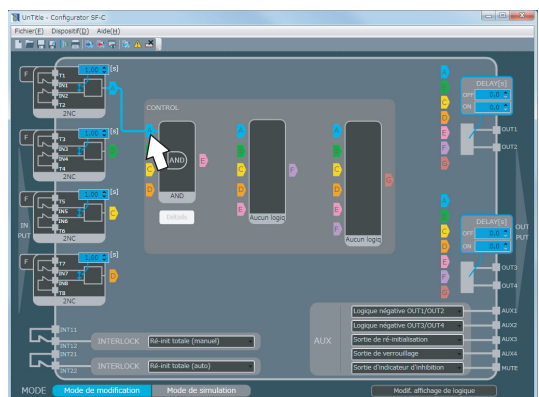 UnTitle - Configurator SF-C
Fichier(F) Dispositif(D) Aide(H)
F
T1
IN1
IN2
T2
2NC
1,00 [s]
A
F
T3
IN3
IN4
T4
2NC
1,00 [s]
F
T5
IN5
IN6
T6
2NC
1,00 [s]
C
F
T7
IN7
IN8
T8
2NC
1,00 [s]
D
IN
PUT
CONTROL
A
C
D
AND
AND
Details
E
A
B
C
D
E
Aucun logiq
F
A
B
C
D
E
F
Aucun logiq
G
A
B
C
D
E
F
G
DELAY[s]
OFF 0,0
ON 0,0
OUT1
OUT2
A
B
C
D
E
F
G
DELAY[s]
OFF 0,0
ON 0,0
OUT3
OUT4
OUT
PUT
INT11
INT12
INTERLOCK Ré-init totale (manuel)
INT21
INT22
INTERLOCK Ré-init totale (auto)
AUX
Logique négative OUT1/OUT2 AUX1
Logique négative OUT3/OUT4 AUX2
Sortie de ré-initialisation AUX3
Sortie de verrouillage AUX4
Sortie d'indicateur d'inhibition MUTE
MODE Mode de modification Mode de simulation Modif. affichage de logique